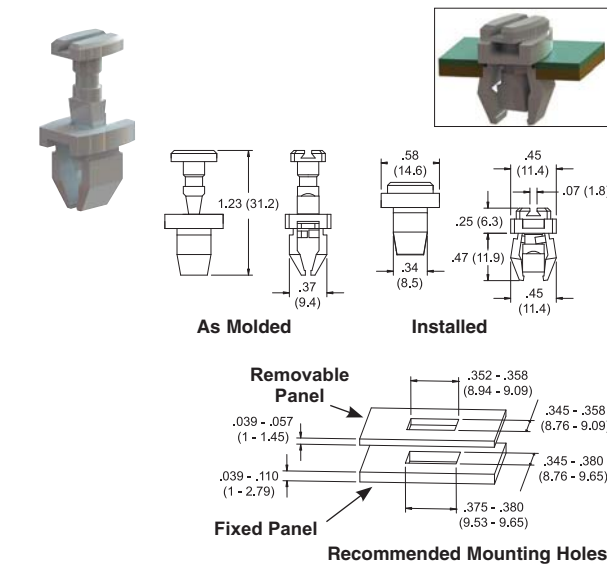 .58
(14.6)
.45
(11.4)
.07 (1.8)
1.23 (31.2)
.25 (6.3)
.47 (11.9)
.37
(9.4)
.34
(8.5)
.45
(11.4)
As Molded
Installed
Removable
Panel
.352 - .358
(8.94 - 9.09)
.039 - .057
(1 - 1.45)
.345 - .358
(8.76 - 9.09)
.039 - .110
(1 - 2.79)
.345 - .380
(8.76 - 9.65)
.375 - .380
(9.53 - 9.65)
Fixed Panel
Recommended Mounting Holes